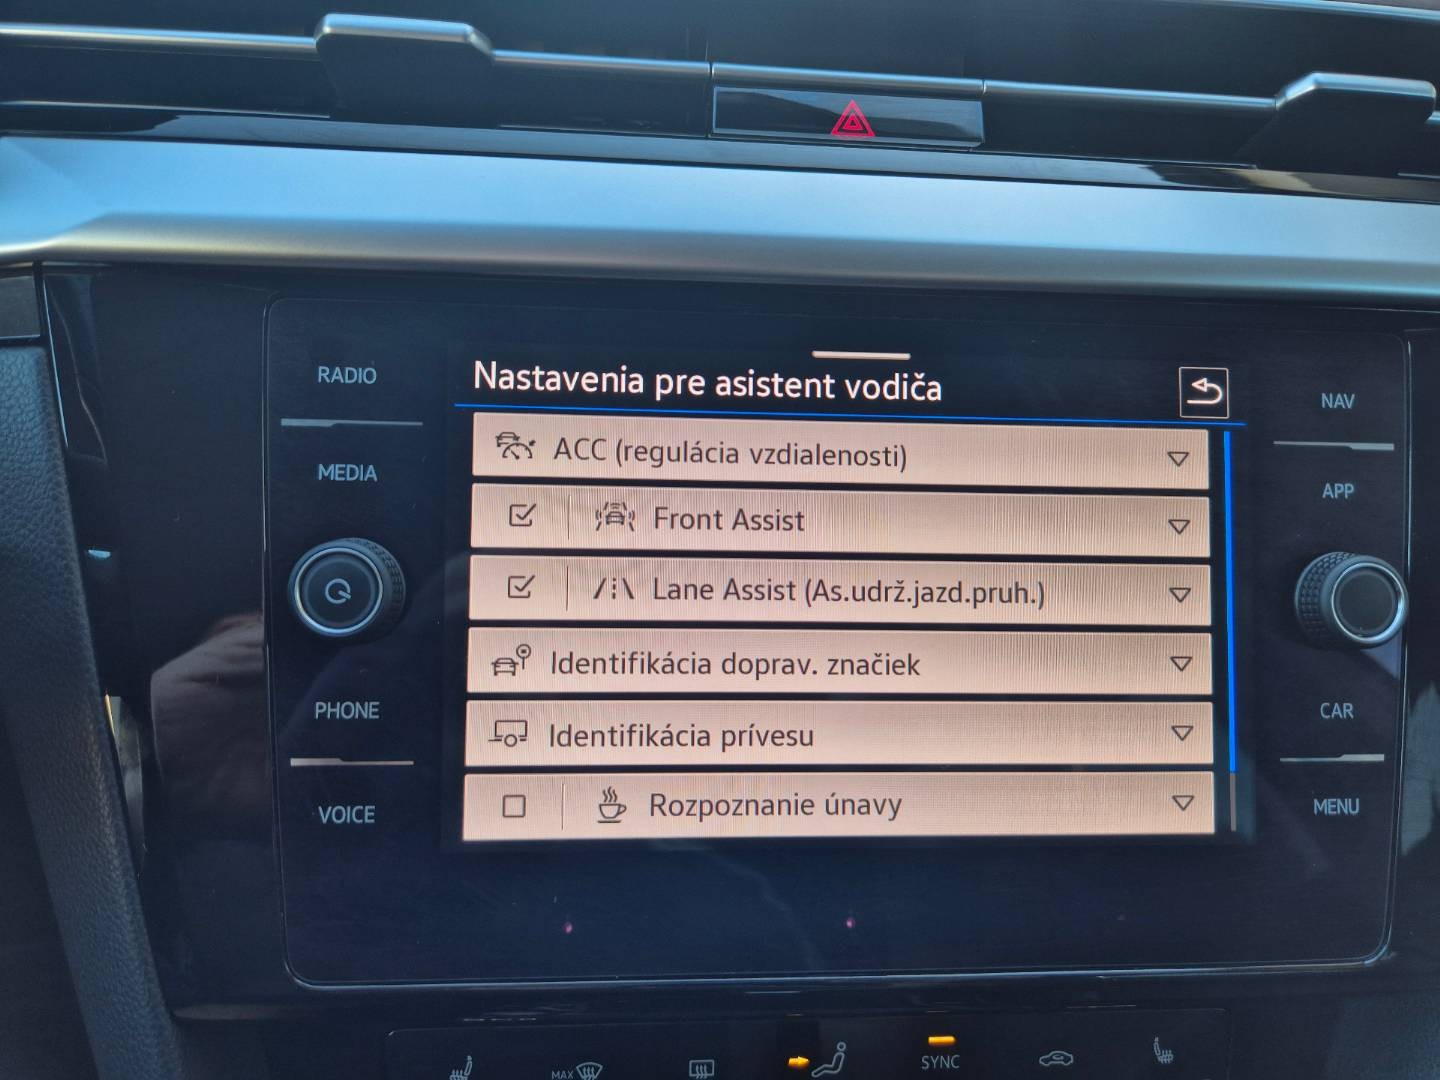 RADIO
MEDIA
PHONE
VOICE
Nastavenia pre asistent vodiča
ACC (regulácia vzdialenosti)
Front Assist
Lane Assist (As.udrž.jazd.pruh.)
Identifikácia doprav. značiek
Identifikácia prívesu
Rozpoznanie únavy
NAV
APP
CAR
MENU
MAX
SYNC